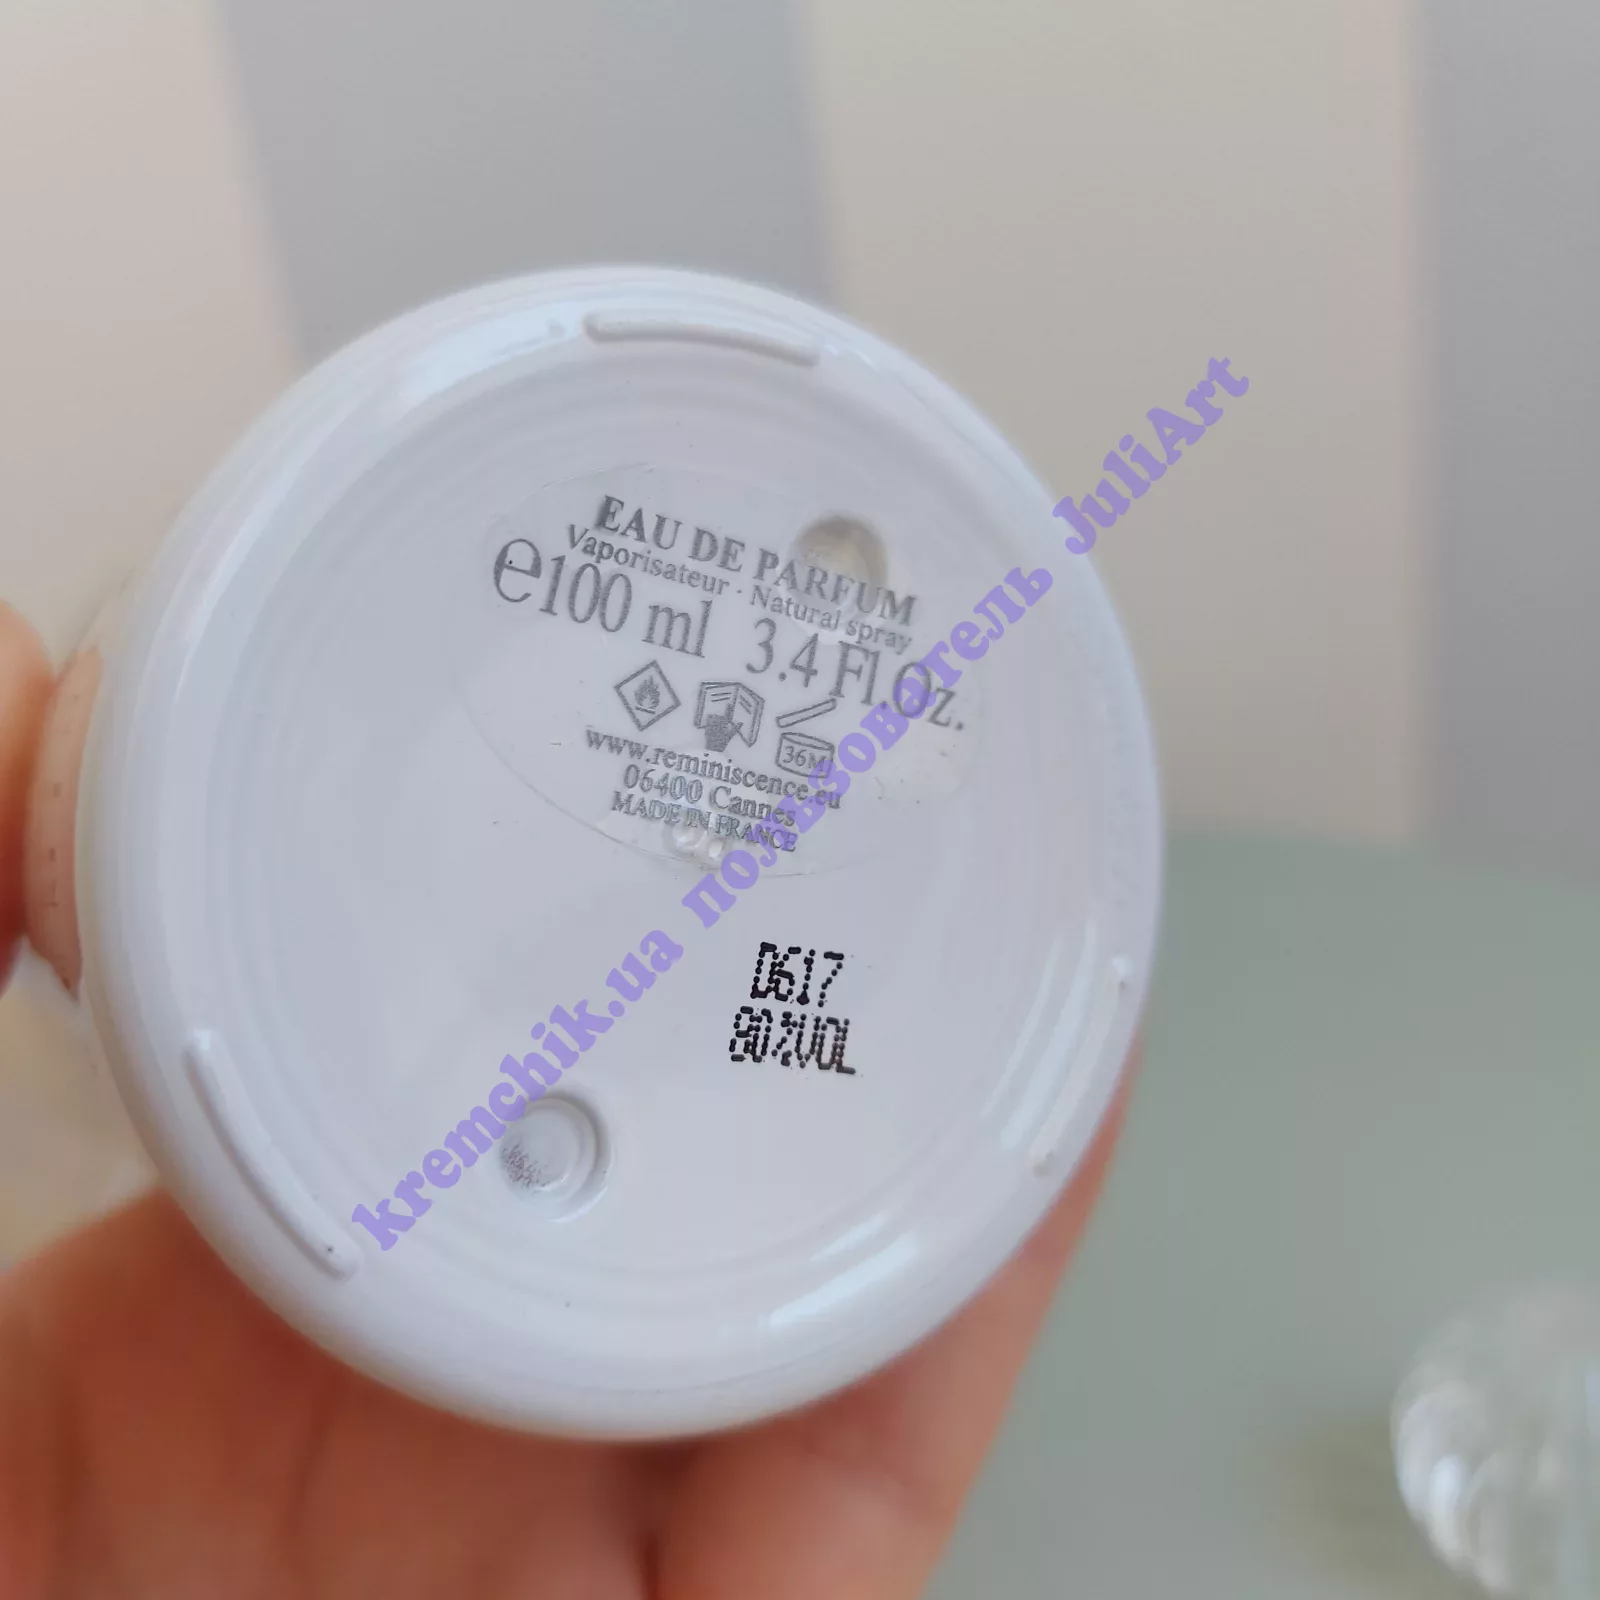 EAU DE PARFUM
Vaporisateur · Natural spray
℮100 ml 3.4 Fl.Oz.
36M
www.reminiscence.eu
06400 Cannes
MADE IN FRANCE
D617
80%VOL
kremchik.ua пользователь JuliArt